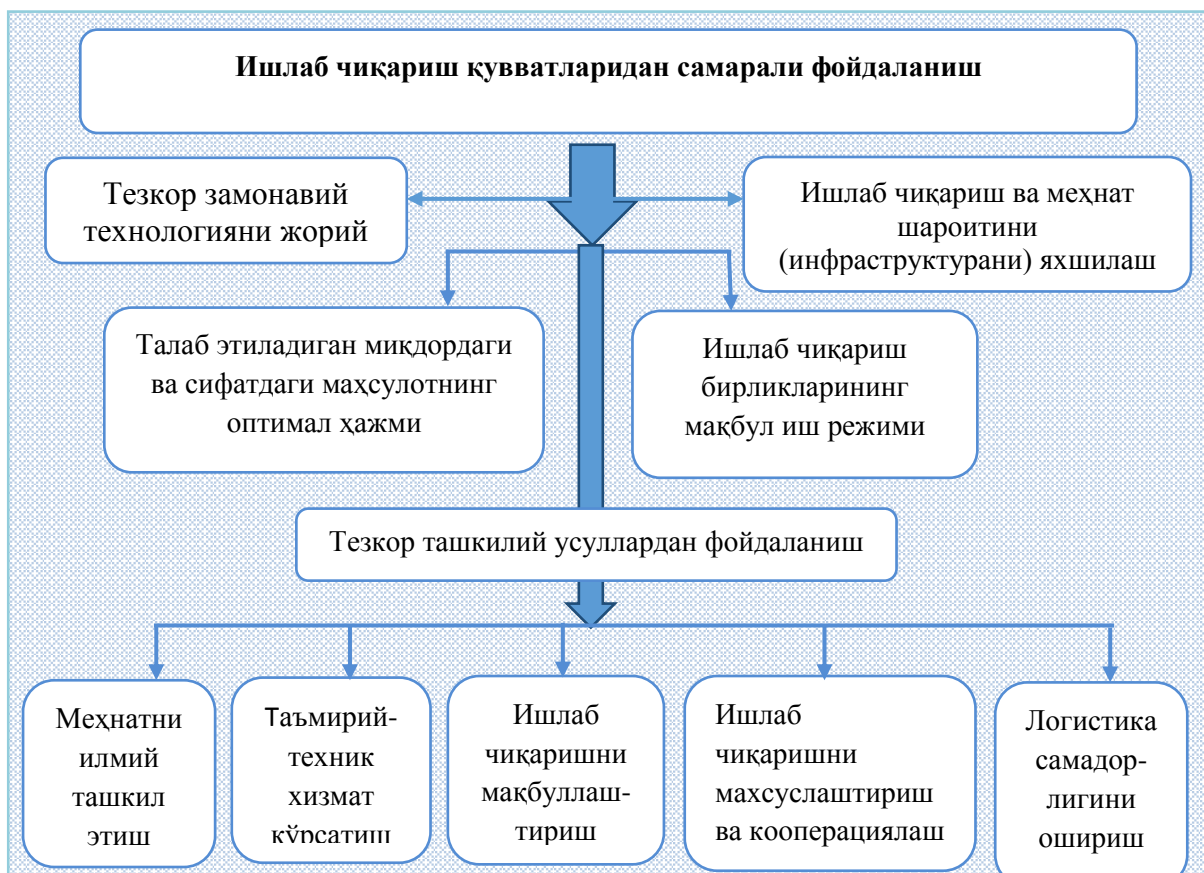 Ишлаб чиқариш қувватларидан самарали фойдаланиш
Тезкор замонавий
технологияни жорий
Ишлаб чиқариш ва меҳнат
шароитини
(инфраструктурани) яхшилаш
Талаб этиладиган миқдордаги
ва сифатдаги маҳсулотнинг
оптимал ҳажми
Ишлаб чиқариш
бирликларининг
мақбул иш режими
Тезкор ташкилий усуллардан фойдаланиш
Меҳнатни
илмий
ташкил
этиш
Таъмирий-
техник
хизмат
кўрсатиш
Ишлаб
чиқаришни
мақбуллаш-
тириш
Ишлаб
чиқаришни
махсуслаштириш
ва кооперациялаш
Логистика
самадор-
лигини
ошириш